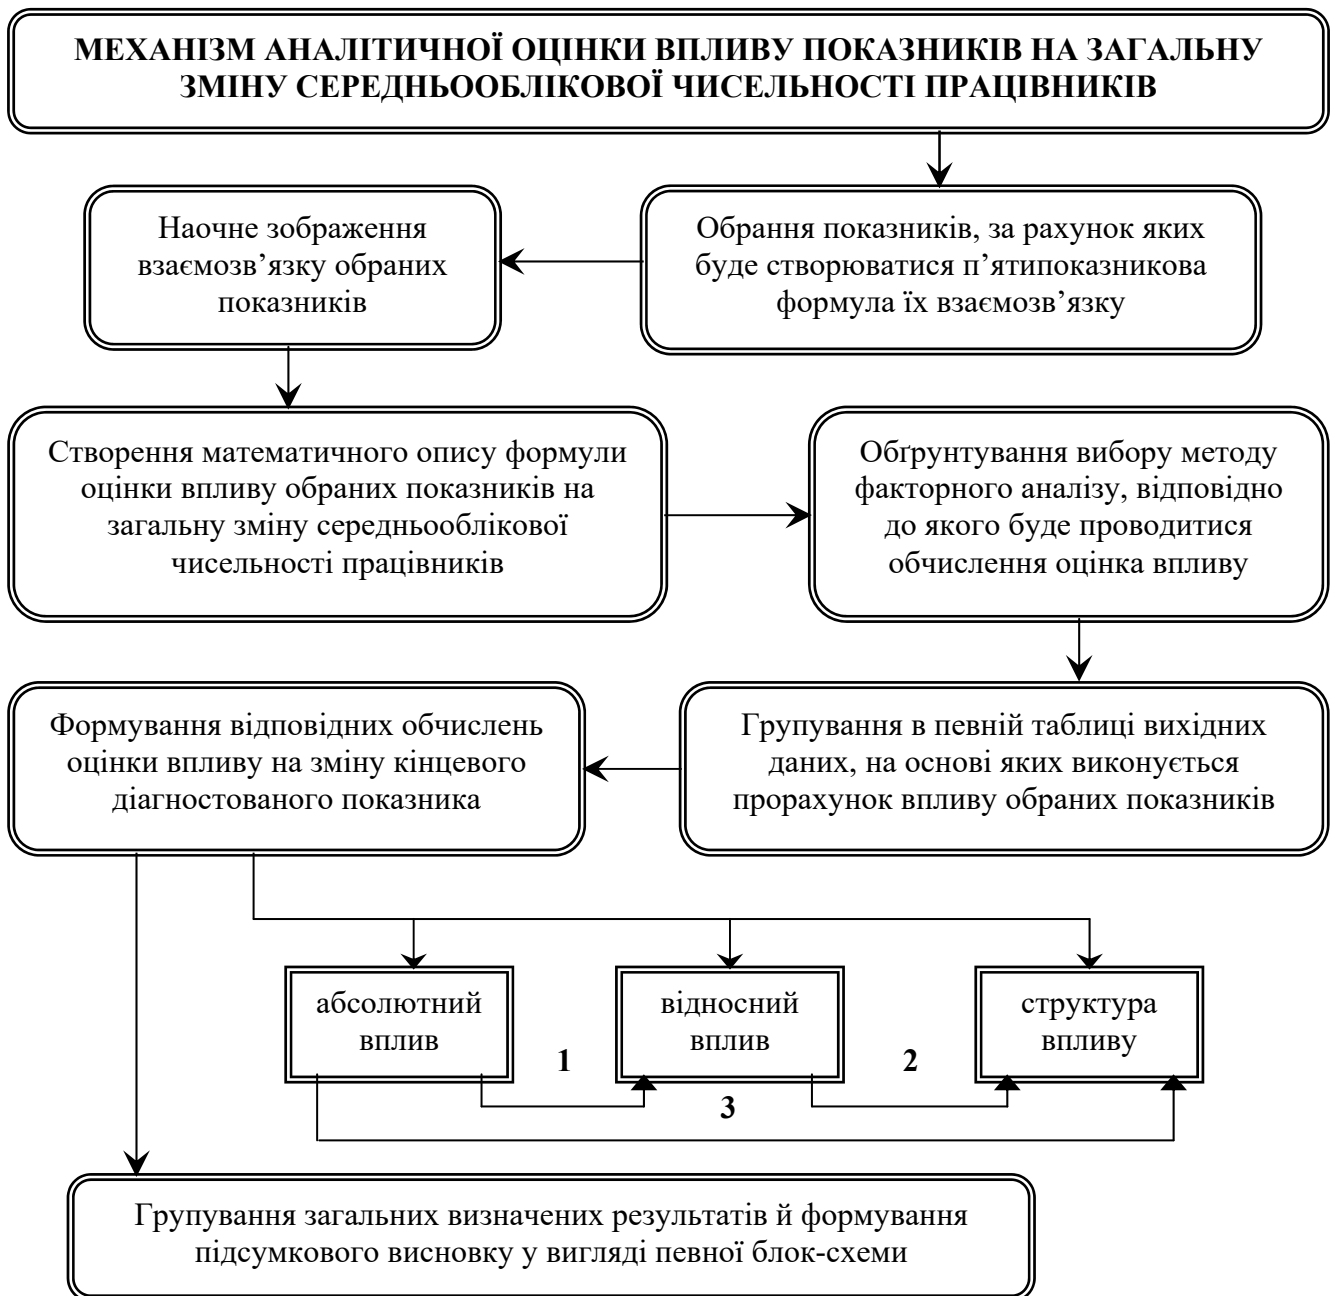 МЕХАНІЗМ АНАЛІТИЧНОЇ ОЦІНКИ ВПЛИВУ ПОКАЗНИКІВ НА ЗАГАЛЬНУ
ЗМІНУ СЕРЕДНЬООБЛІКОВОЇ ЧИСЕЛЬНОСТІ ПРАЦІВНИКІВ
Обрання показників, за рахунок яких
буде створюватися п’ятипоказникова
формула їх взаємозв’язку
Наочне зображення
взаємозв’язку обраних
показників
Створення математичного опису формули
оцінки впливу обраних показників на
загальну зміну середньооблікової
чисельності працівників
Обґрунтування вибору методу
факторного аналізу, відповідно
до якого буде проводитися
обчислення оцінка впливу
Групування в певній таблиці вихідних
даних, на основі яких виконується
прорахунок впливу обраних показників
Формування відповідних обчислень
оцінки впливу на зміну кінцевого
діагностованого показника
абсолютний
вплив
1
відносний
вплив
2
структура
впливу
3
Групування загальних визначених результатів й формування
підсумкового висновку у вигляді певної блок-схеми